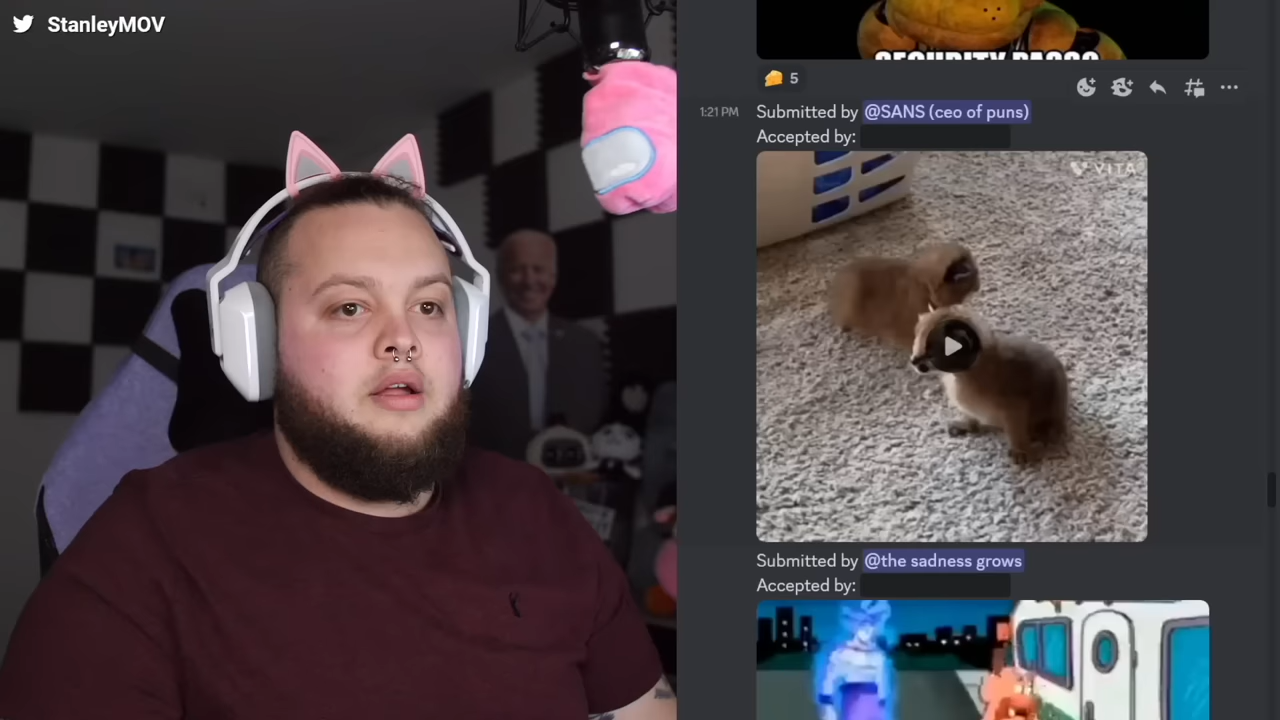 StanleyMOV
5
1:21 PM
Submitted by @SANS (ceo of puns)
Accepted by:
VITA
Submitted by @the sadness grows
Accepted by: